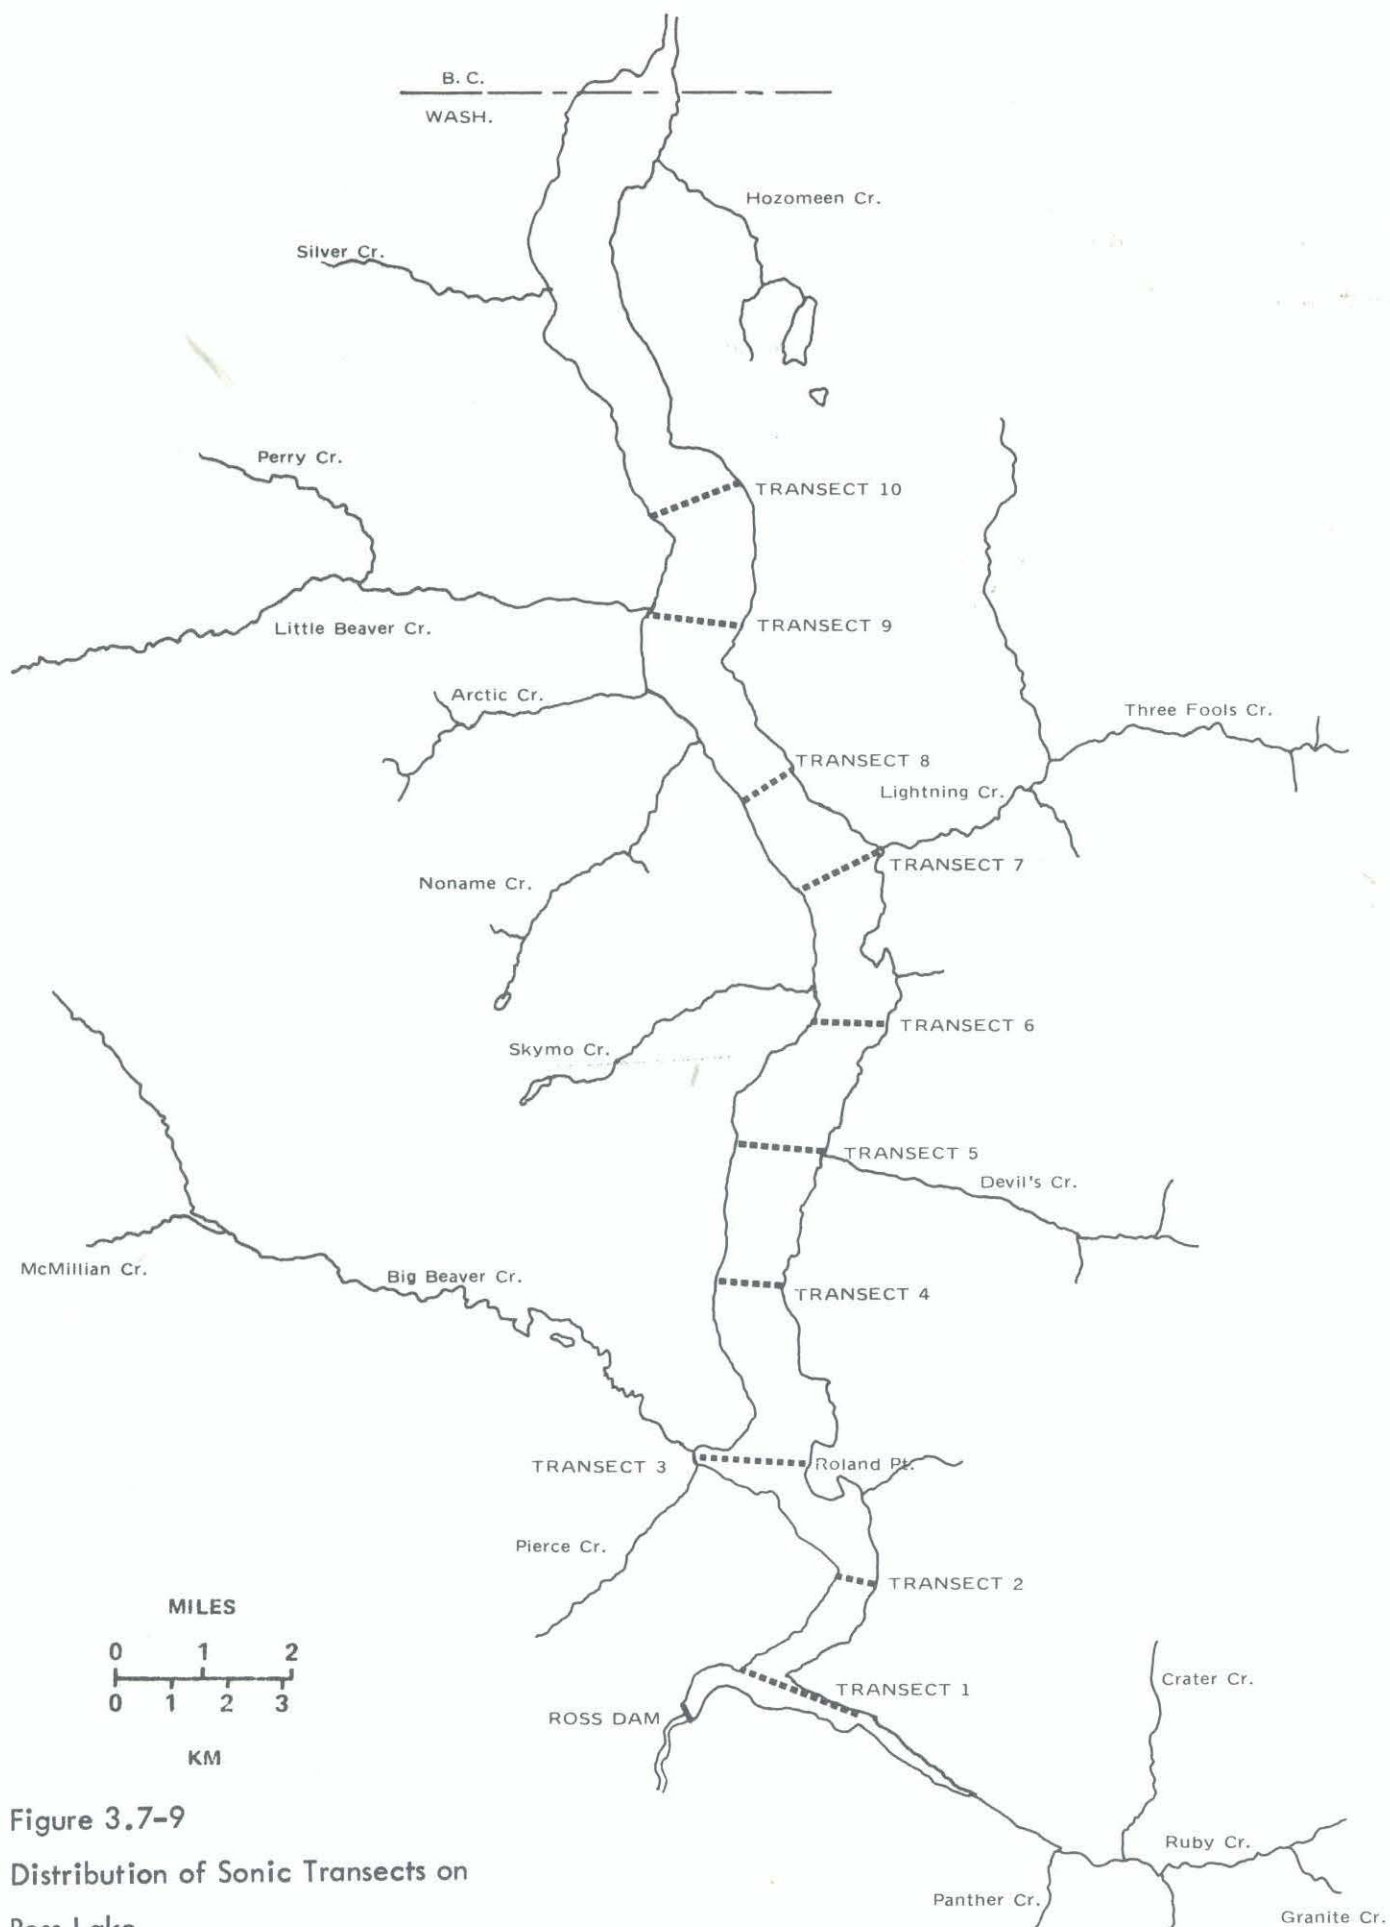 B. C.
WASH.
Hozomeen Cr.
Silver Cr.
Perry Cr.
TRANSECT 10
Little Beaver Cr.
TRANSECT 9
Arctic Cr.
Three Fools Cr.
TRANSECT 8
Lightning Cr.
TRANSECT 7
Noname Cr.
TRANSECT 6
Skymo Cr.
TRANSECT 5
Devil's Cr.
McMillian Cr.
Big Beaver Cr.
TRANSECT 4
TRANSECT 3
Roland Pt.
Pierce Cr.
TRANSECT 2
MILES
0 1 2
0 1 2 3
KM
Crater Cr.
TRANSECT 1
ROSS DAM
Ruby Cr.
Panther Cr.
Granite Cr.
Figure 3.7-9
Distribution of Sonic Transects on
Ross Lake